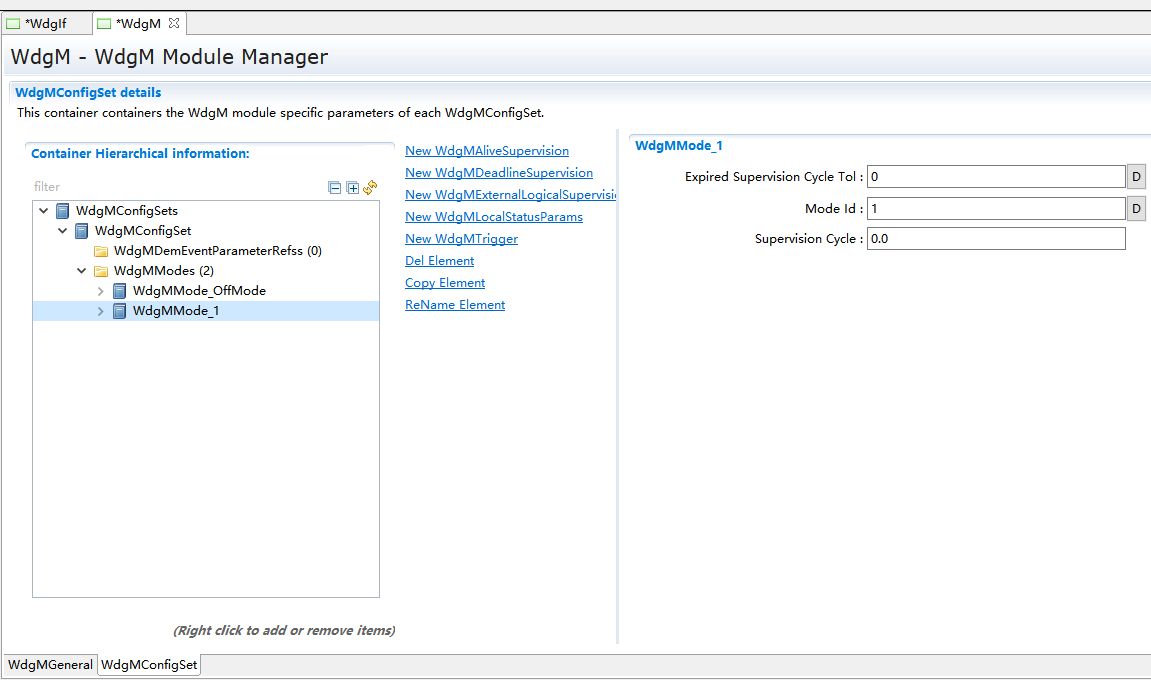 *WdgIf
*WdgM
WdgM - WdgM Module Manager
WdgMConfigSet details
This container containers the WdgM module specific parameters of each WdgMConfigSet.
Container Hierarchical information:
filter
WdgMConfigSets
WdgMConfigSet
WdgMDemEventParameterRefss (0)
WdgMModes (2)
WdgMMode_OffMode
WdgMMode_1
(Right click to add or remove items)
New WdgMAliveSupervision
New WdgMDeadlineSupervision
New WdgMExternalLogicalSupervisi
New WdgMLocalStatusParams
New WdgMTrigger
Del Element
Copy Element
ReName Element
WdgMMode_1
Expired Supervision Cycle Tol : 0 D
Mode Id : 1 D
Supervision Cycle : 0.0
WdgMGeneral
WdgMConfigSet